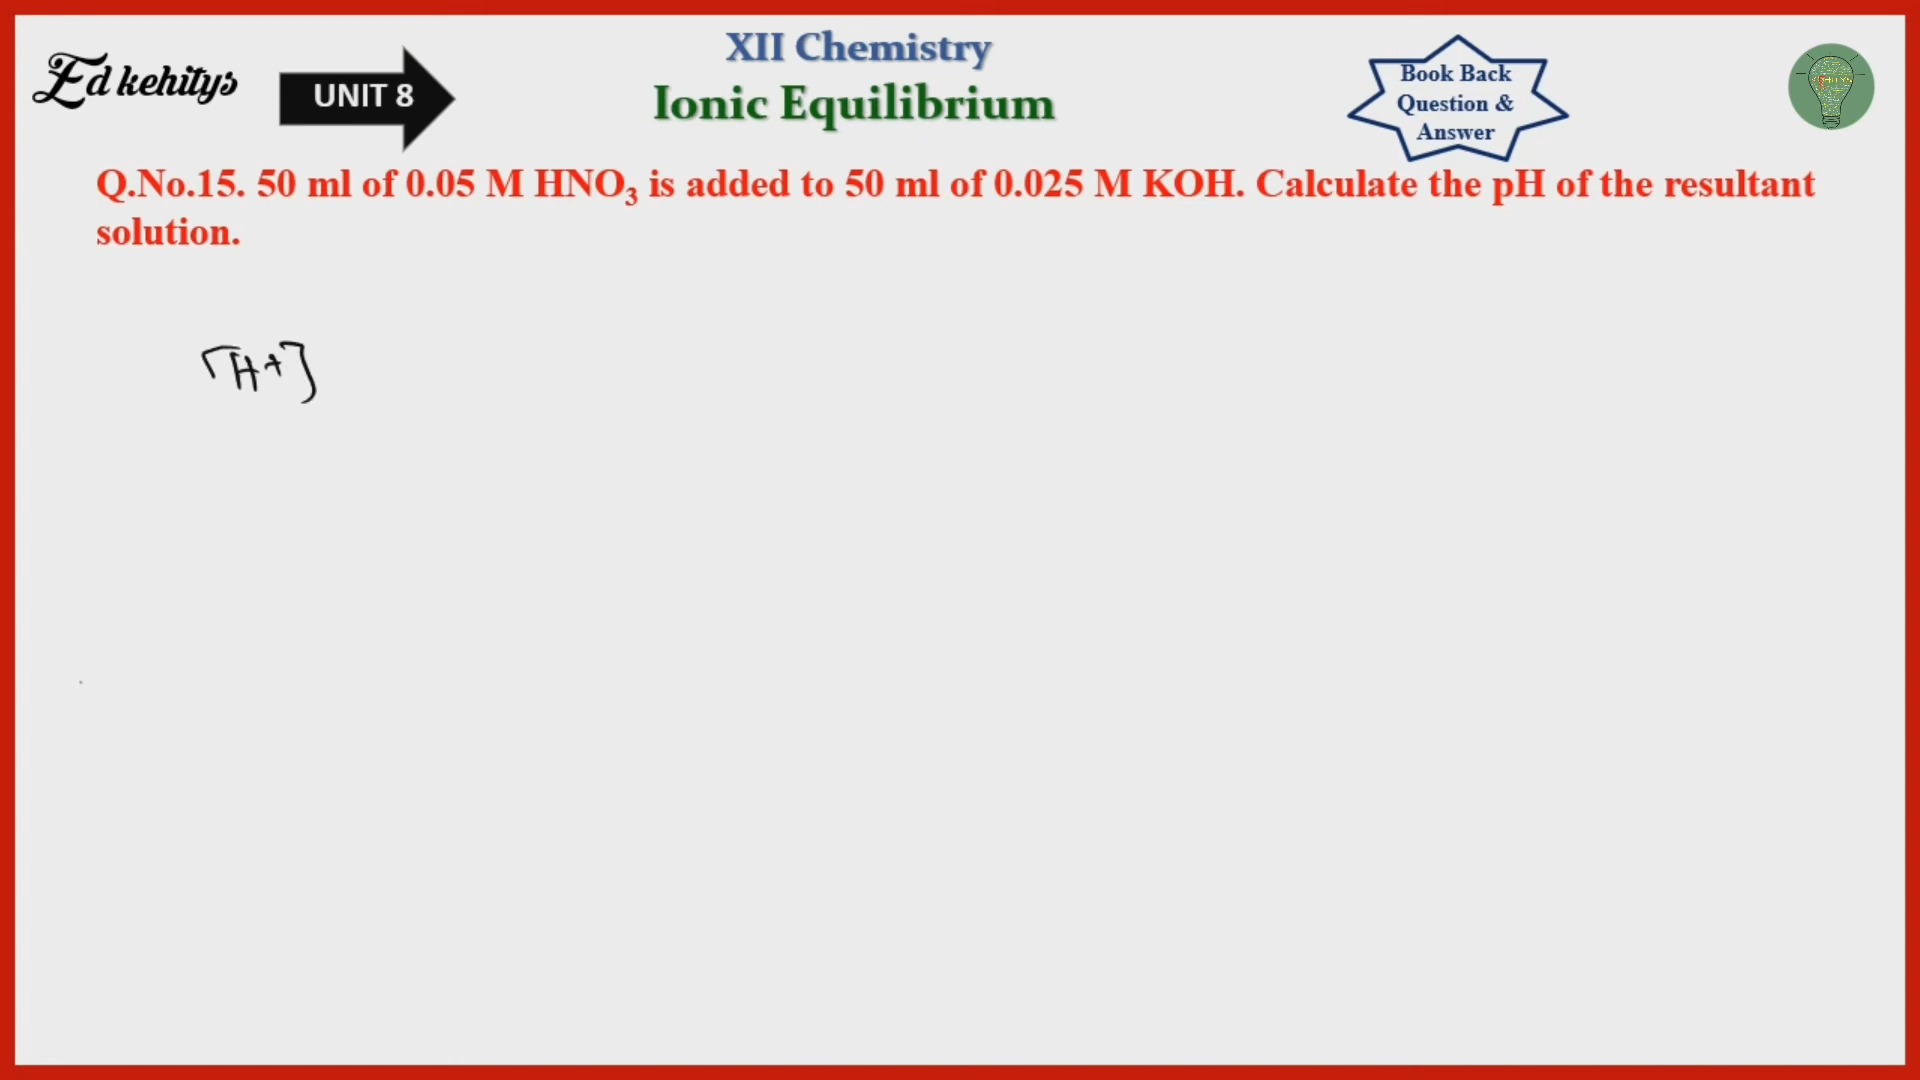 Ed kehitys
UNIT 8
XII Chemistry
Ionic Equilibrium
Book Back
Question &
Answer
Q.No.15. 50 ml of 0.05 M HNO₃ is added to 50 ml of 0.025 M KOH. Calculate the pH of the resultant
solution.
[H+]